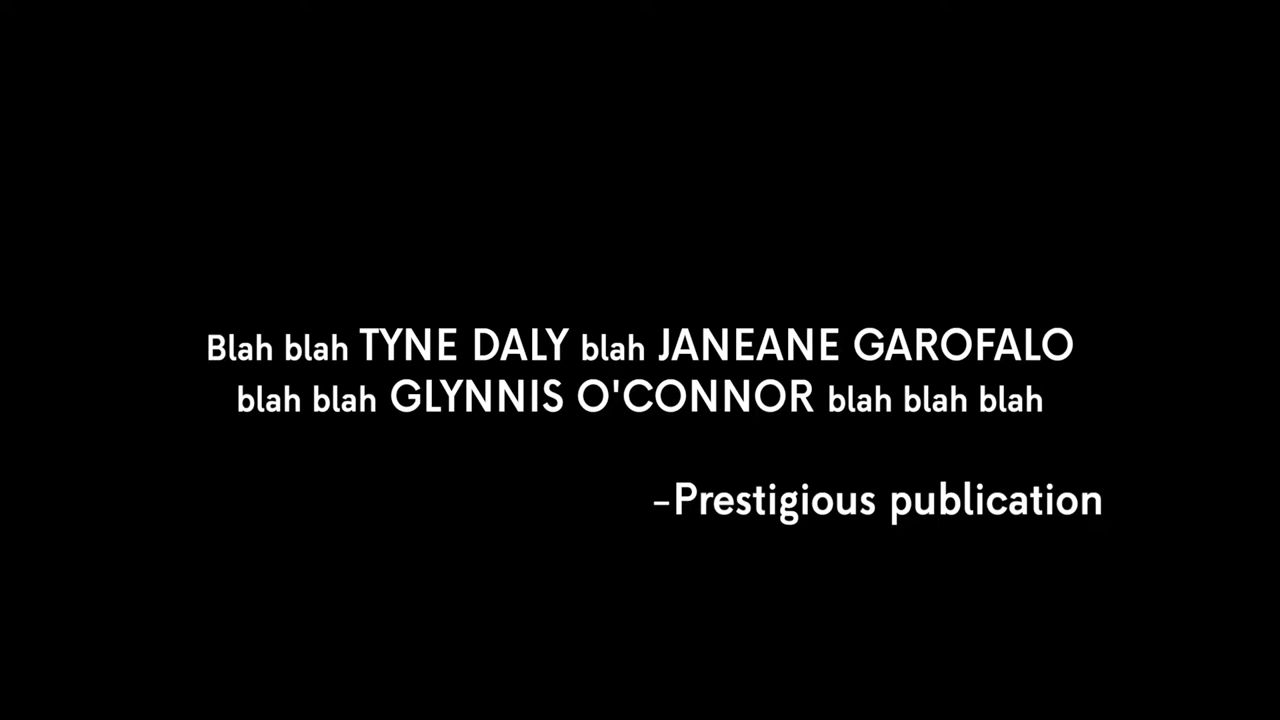 Blah blah TYNE DALY blah JANEANE GAROFALO
blah blah GLYNNIS O'CONNOR blah blah blah
–Prestigious publication